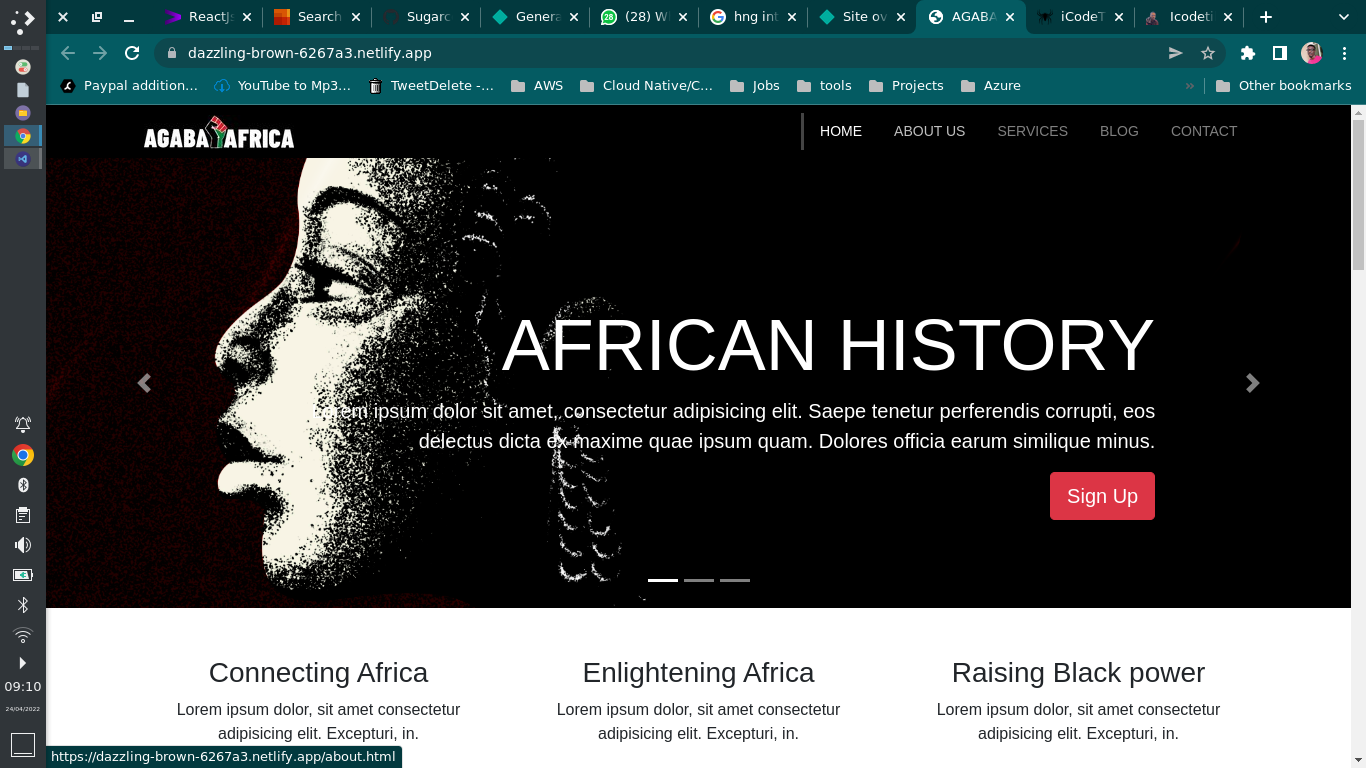 ReactJs
Search
Sugarc
Genera
28
(28) W
hng int
Site ov
AGABA
iCodeT
Icodeti
dazzling-brown-6267a3.netlify.app
Paypal addition...
YouTube to Mp3...
TweetDelete -...
AWS
Cloud Native/C...
Jobs
tools
Projects
Azure
»
Other bookmarks
AGABA AFRICA
HOME
ABOUT US
SERVICES
BLOG
CONTACT
AFRICAN HISTORY
Lorem ipsum dolor sit amet, consectetur adipisicing elit. Saepe tenetur perferendis corrupti, eos
delectus dicta ex maxime quae ipsum quam. Dolores officia earum similique minus.
Sign Up
Connecting Africa
Lorem ipsum dolor, sit amet consectetur
adipisicing elit. Excepturi, in.
Enlightening Africa
Lorem ipsum dolor, sit amet consectetur
adipisicing elit. Excepturi, in.
Raising Black power
Lorem ipsum dolor, sit amet consectetur
adipisicing elit. Excepturi, in.
09:10
24/04/2022
https://dazzling-brown-6267a3.netlify.app/about.html